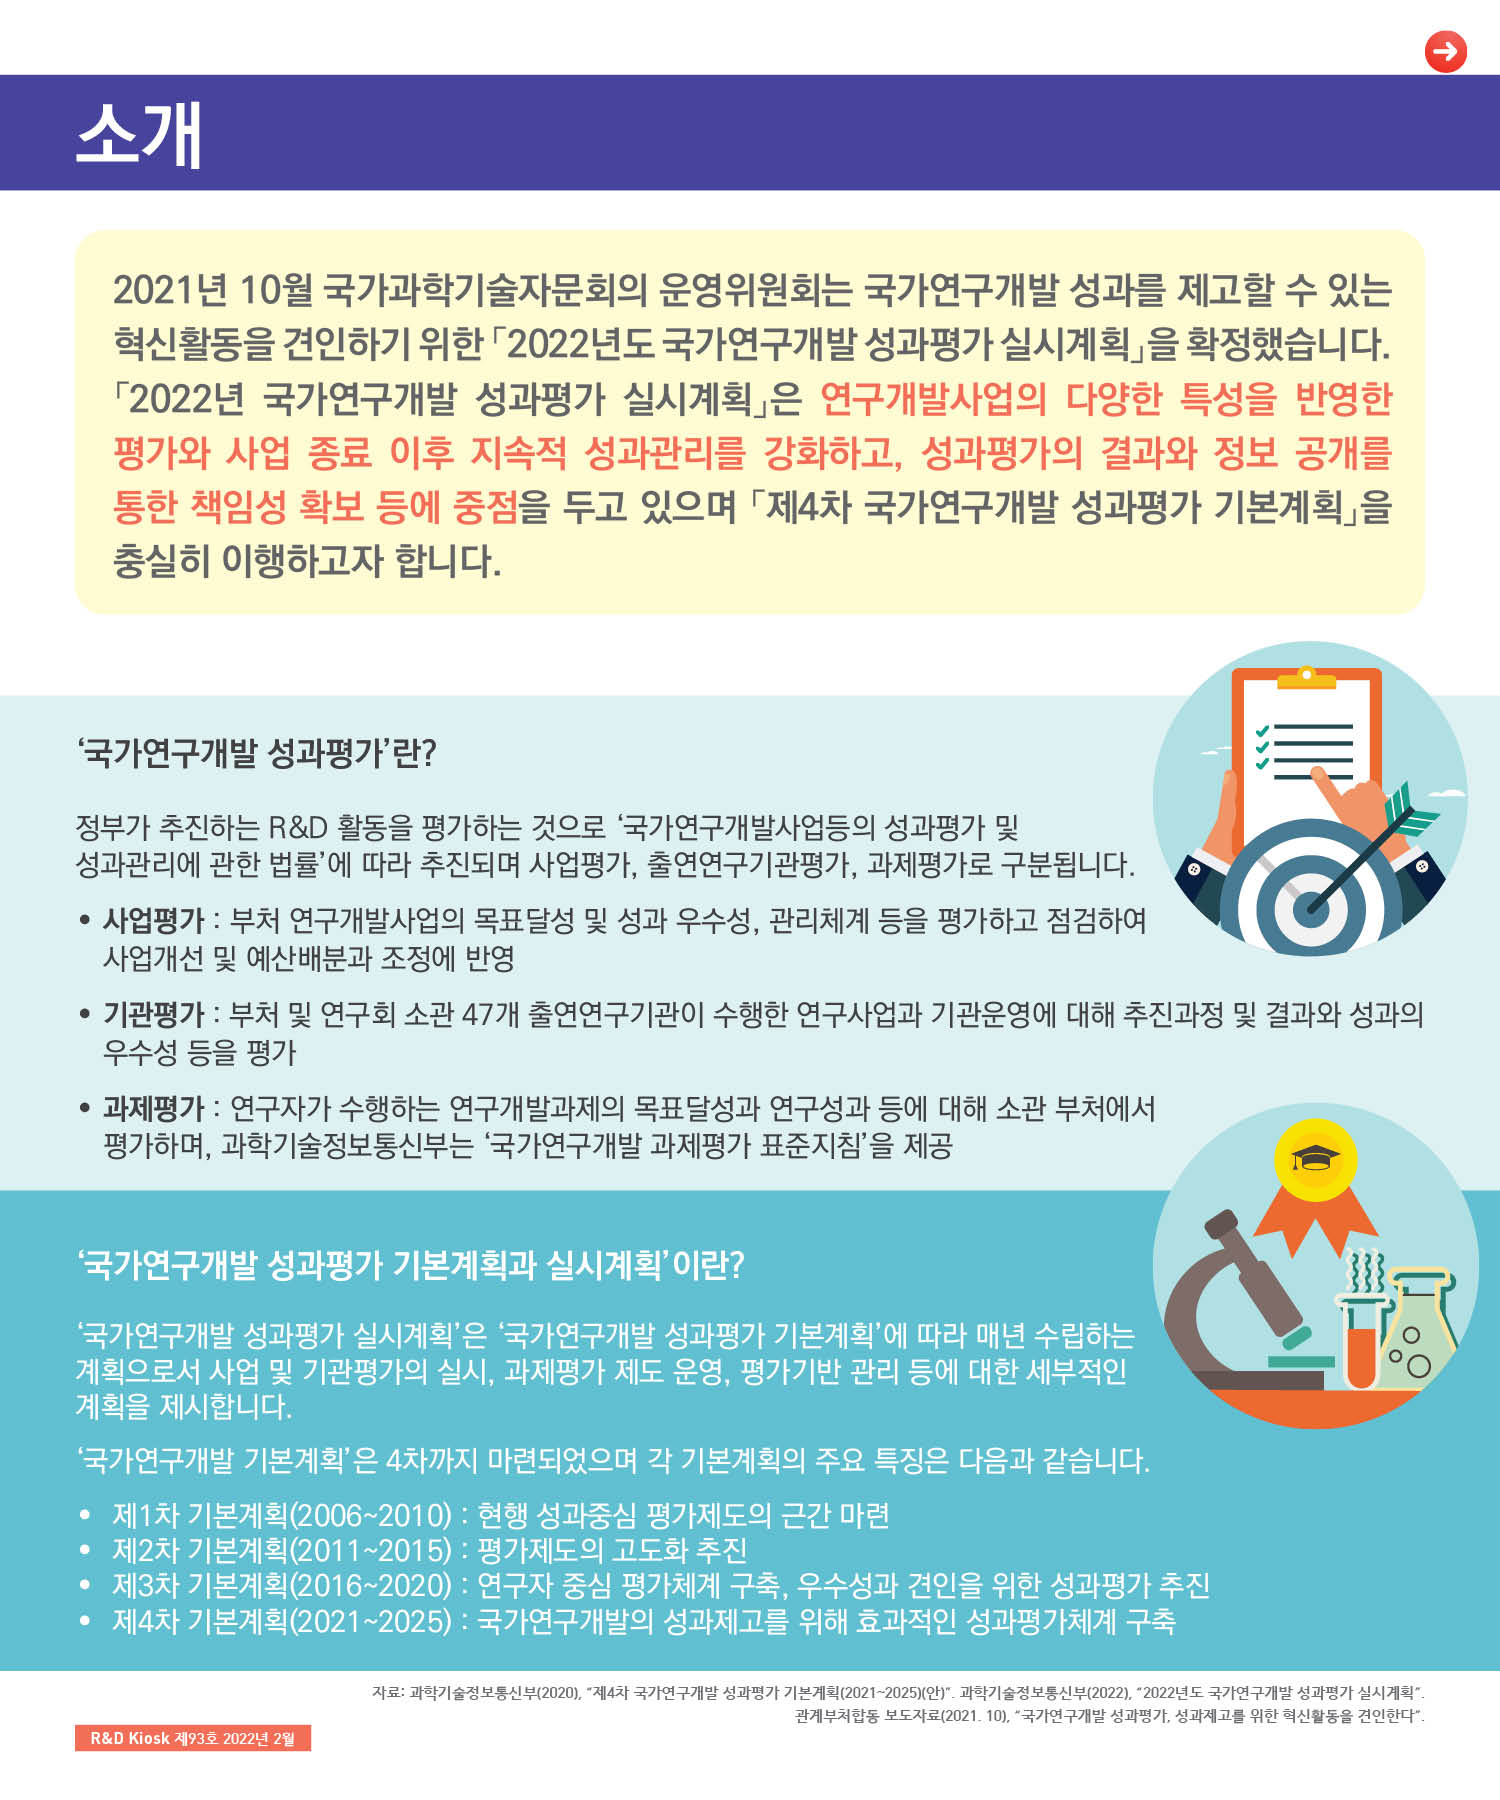 소개
2021년 10월 국가과학기술자문회의 운영위원회는 국가연구개발 성과를 제고할 수 있는
혁신활동을 견인하기 위한 「2022년도 국가연구개발 성과평가 실시계획」을 확정했습니다.
「2022년 국가연구개발 성과평가 실시계획」은 연구개발사업의 다양한 특성을 반영한
평가와 사업 종료 이후 지속적 성과관리를 강화하고, 성과평가의 결과와 정보 공개를
통한 책임성 확보 등에 중점을 두고 있으며 「제4차 국가연구개발 성과평가 기본계획」을
충실히 이행하고자 합니다.
‘국가연구개발 성과평가’란?
정부가 추진하는 R&D 활동을 평가하는 것으로 ‘국가연구개발사업등의 성과평가 및
성과관리에 관한 법률’에 따라 추진되며 사업평가, 출연연구기관평가, 과제평가로 구분됩니다.
• 사업평가 : 부처 연구개발사업의 목표달성 및 성과 우수성, 관리체계 등을 평가하고 점검하여
사업개선 및 예산배분과 조정에 반영
• 기관평가 : 부처 및 연구회 소관 47개 출연연구기관이 수행한 연구사업과 기관운영에 대해 추진과정 및 결과와 성과의
우수성 등을 평가
• 과제평가 : 연구자가 수행하는 연구개발과제의 목표달성과 연구성과 등에 대해 소관 부처에서
평가하며, 과학기술정보통신부는 ‘국가연구개발 과제평가 표준지침’을 제공
‘국가연구개발 성과평가 기본계획과 실시계획’이란?
‘국가연구개발 성과평가 실시계획’은 ‘국가연구개발 성과평가 기본계획’에 따라 매년 수립하는
계획으로서 사업 및 기관평가의 실시, 과제평가 제도 운영, 평가기반 관리 등에 대한 세부적인
계획을 제시합니다.
‘국가연구개발 기본계획’은 4차까지 마련되었으며 각 기본계획의 주요 특징은 다음과 같습니다.
• 제1차 기본계획(2006~2010) : 현행 성과중심 평가제도의 근간 마련
• 제2차 기본계획(2011~2015) : 평가제도의 고도화 추진
• 제3차 기본계획(2016~2020) : 연구자 중심 평가체계 구축, 우수성과 견인을 위한 성과평가 추진
• 제4차 기본계획(2021~2025) : 국가연구개발의 성과제고를 위해 효과적인 성과평가체계 구축
자료: 과학기술정보통신부(2020), “제4차 국가연구개발 성과평가 기본계획(2021~2025)(안)”. 과학기술정보통신부(2022), “2022년도 국가연구개발 성과평가 실시계획”.
관계부처합동 보도자료(2021. 10), “국가연구개발 성과평가, 성과제고를 위한 혁신활동을 견인한다”.
R&D Kiosk 제93호 2022년 2월